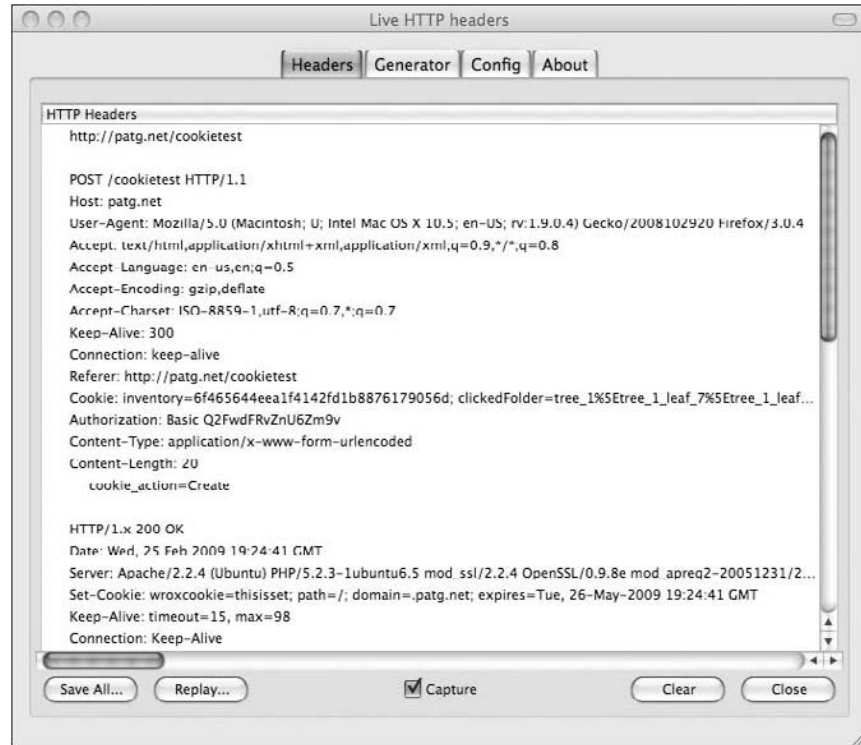 Live HTTP headers
Headers Generator Config About
HTTP Headers
http://patg.net/cookietest
POST /cookietest HTTP/1.1
Host: patg.net
User-Agent: Mozilla/5.0 (Macintosh; U; Intel Mac OS X 10.5; en-US; rv:1.9.0.4) Gecko/2008102920 Firefox/3.0.4
Accept: text/html,application/xhtml+xml,application/xml,q=0.9,*/*,q=0.8
Accept-Language: en-us,en;q=0.5
Accept-Encoding: gzip,deflate
Accept-Charset: ISO-8859-1,utf-8;q=0.7,*;q=0.7
Keep-Alive: 300
Connection: keep-alive
Referer: http://patg.net/cookietest
Cookie: inventory=6f465644eea1f4142fd1b8876179056d; clickedFolder=tree_1%5Etree_1_leaf_7%5Etree_1_leaf...
Authorization: Basic Q2FwdFRvZnU6Zm9v
Content-Type: application/x-www-form-urlencoded
Content-Length: 20
cookie_action=Create
HTTP/1.x 200 OK
Date: Wed, 25 Feb 2009 19:24:41 GMT
Server: Apache/2.2.4 (Ubuntu) PHP/5.2.3-1ubuntu6.5 mod_ssl/2.2.4 OpenSSL/0.9.8e mod_apreq2-20051231/2...
Set-Cookie: wroxcookie=thisisset; path=/; domain=.patg.net; expires=Tue, 26-May-2009 19:24:41 GMT
Keep-Alive: timeout=15, max=98
Connection: Keep-Alive
Save All... Replay... Capture Clear Close